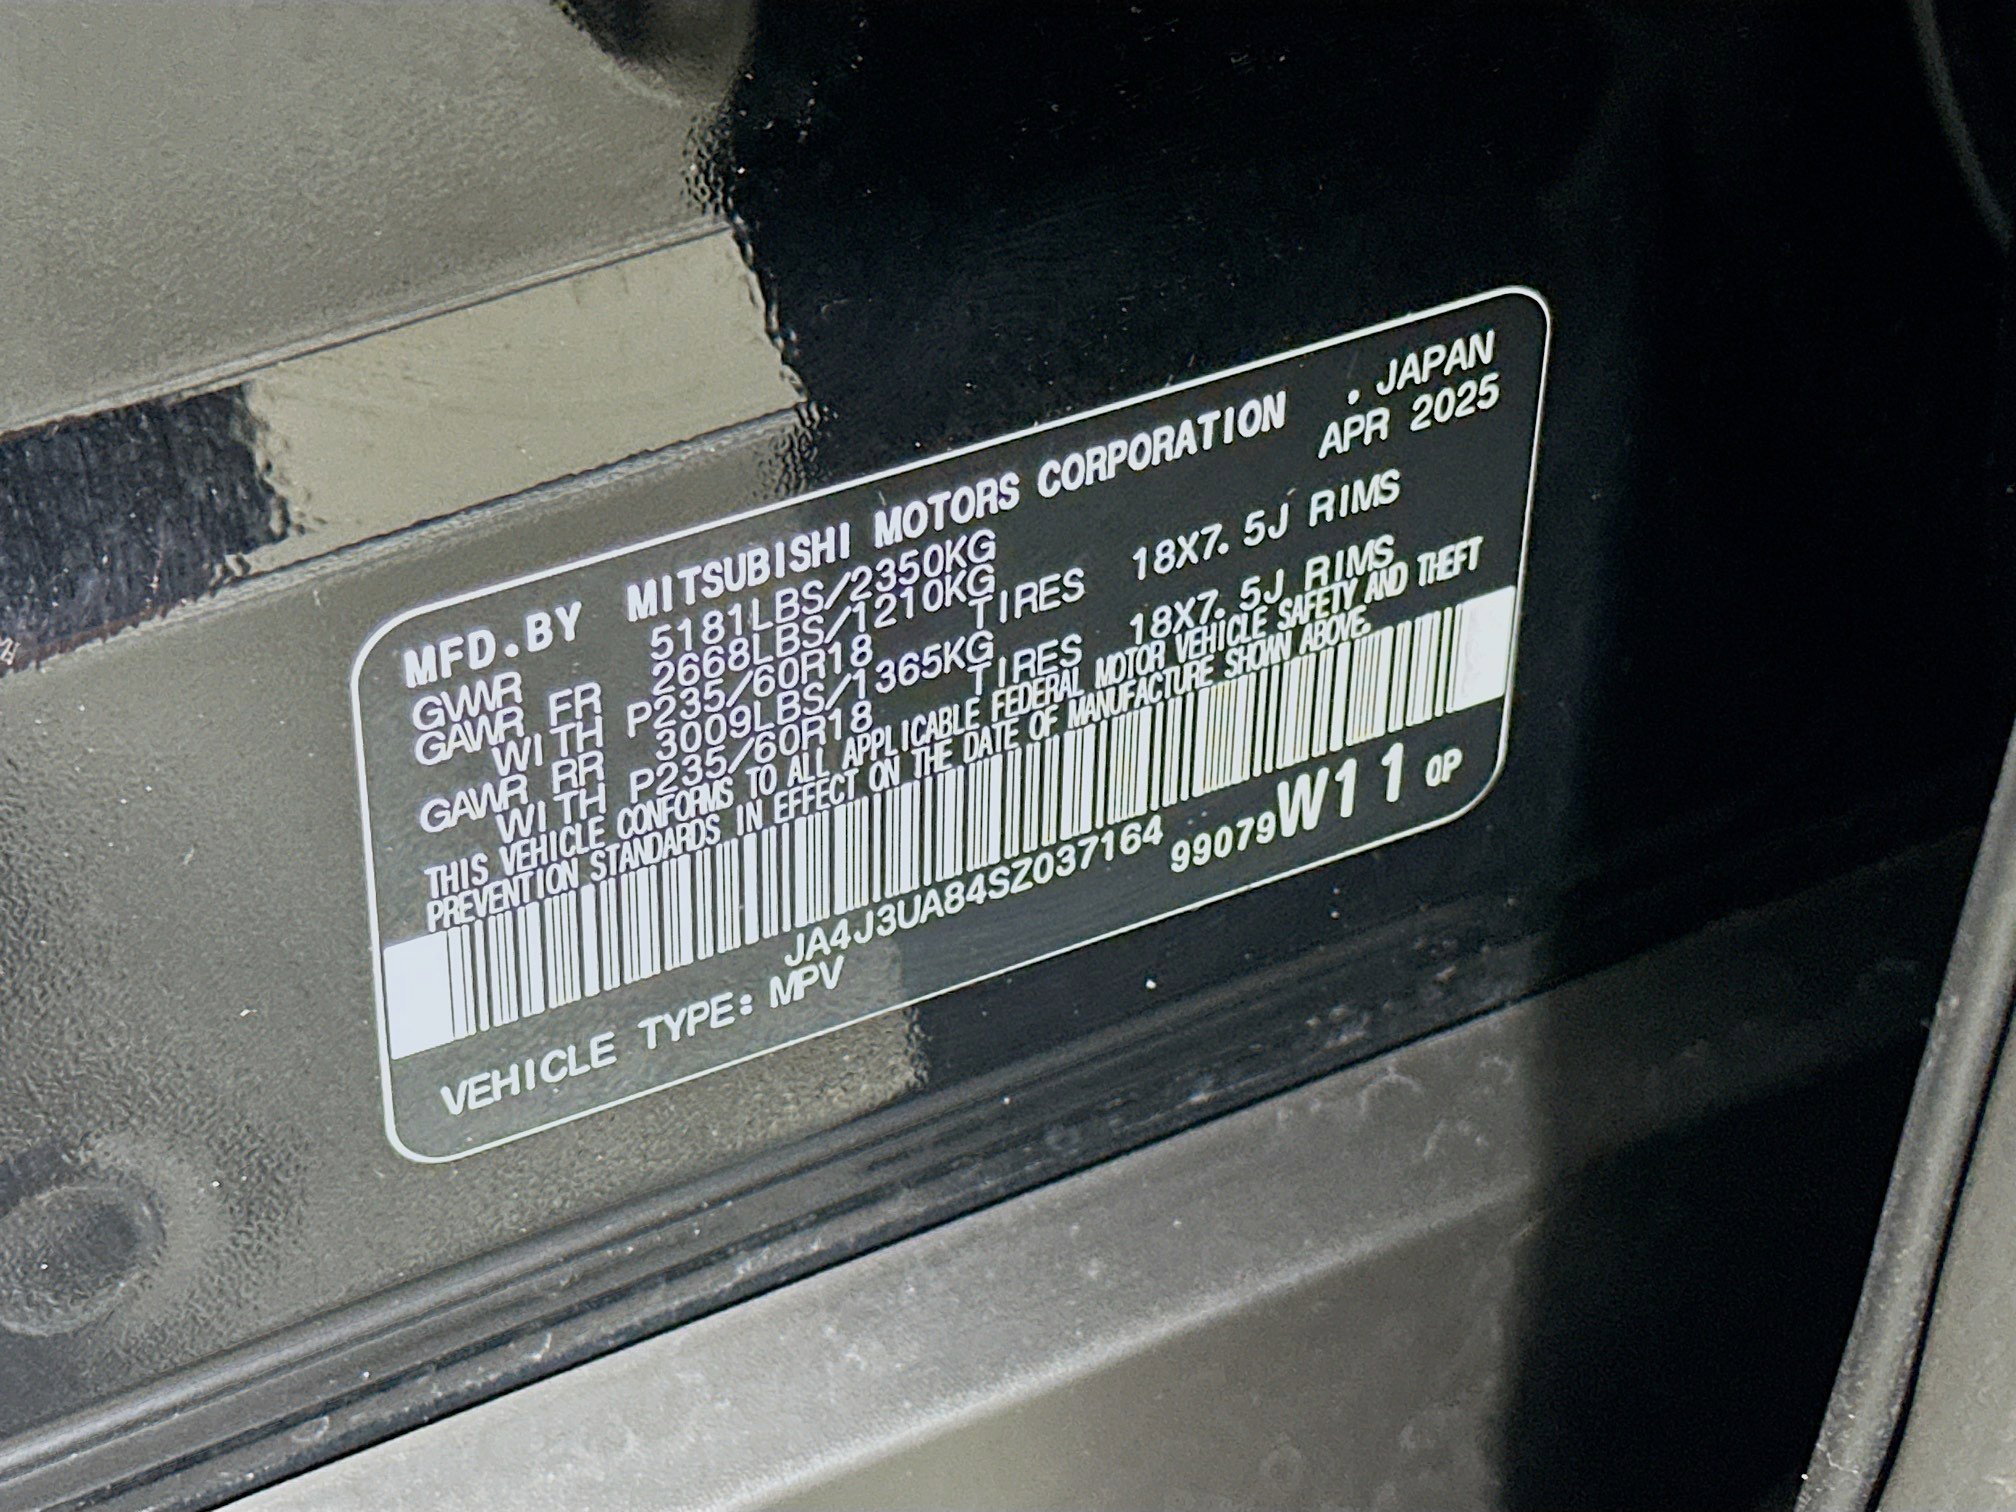 MFD.BY MITSUBISHI MOTORS CORPORATION . JAPAN
GVWR 5181LBS/2350KG APR 2025
GAWR FR 2668LBS/1210KG
WITH P235/60R18 TIRES 18X7.5J RIMS
GAWR RR 3009LBS/1365KG
WITH P235/60R18 TIRES 18X7.5J RIMS
THIS VEHICLE CONFORMS TO ALL APPLICABLE FEDERAL MOTOR VEHICLE SAFETY AND THEFT
PREVENTION STANDARDS IN EFFECT ON THE DATE OF MANUFACTURE SHOWN ABOVE.
JA4J3UA84SZ037164 99079W11 0P
VEHICLE TYPE: MPV